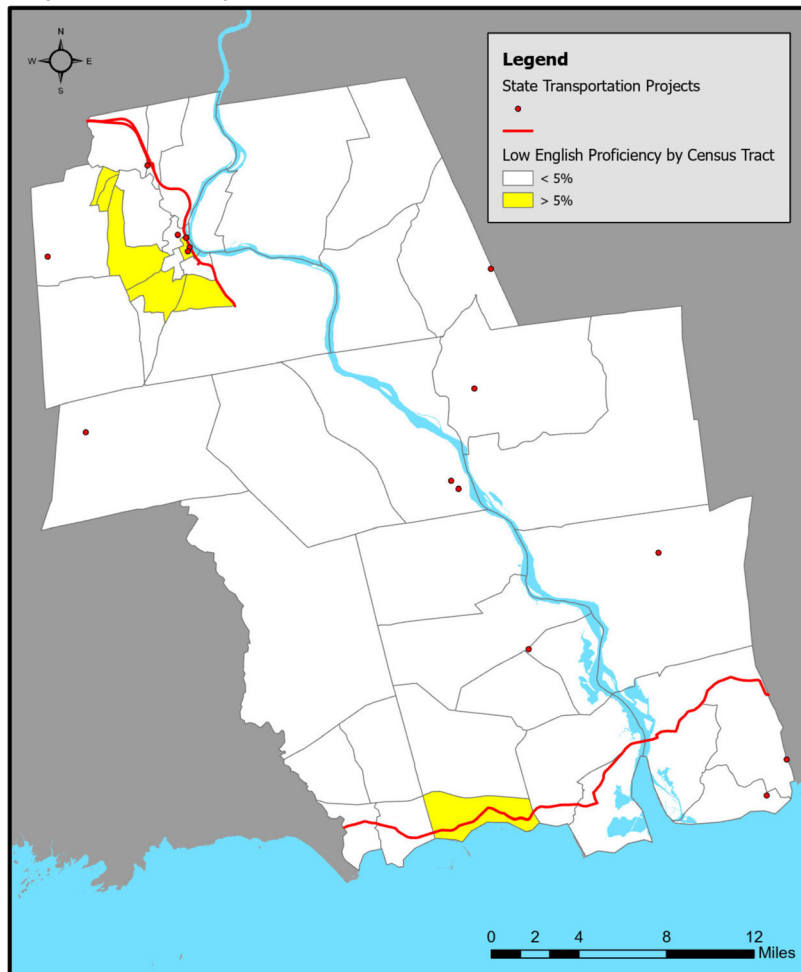 N
W E
S
Legend
State Transportation Projects
Low English Proficiency by Census Tract
< 5%
> 5%
0 2 4 8 12
Miles